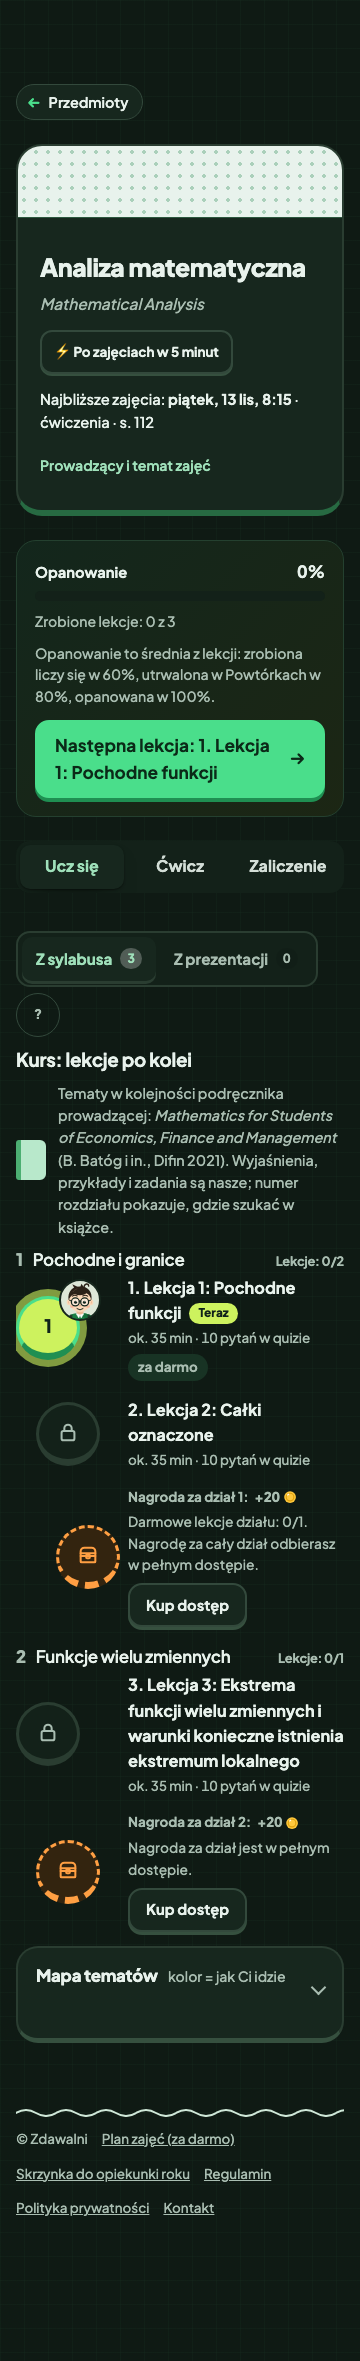 ← Przedmioty
Analiza matematyczna
Mathematical Analysis
⚡ Po zajęciach w 5 minut
Najbliższe zajęcia: piątek, 13 lis, 8:15 ·
ćwiczenia · s. 112
Prowadzący i temat zajęć
Opanowanie 0%
Zrobione lekcje: 0 z 3
Opanowanie to średnia z lekcji: zrobiona
liczy się w 60%, utrwalona w Powtórkach w
80%, opanowana w 100%.
Następna lekcja: 1. Lekcja
1: Pochodne funkcji →
Ucz się Ćwicz Zaliczenie
Z sylabusa 3 Z prezentacji 0
?
Kurs: lekcje po kolei
Tematy w kolejności podręcznika
prowadzącej: Mathematics for Students
of Economics, Finance and Management
(B. Batóg i in., Difin 2021). Wyjaśnienia,
przykłady i zadania są nasze; numer
rozdziału pokazuje, gdzie szukać w
książce.
1 Pochodne i granice Lekcje: 0/2
1
1. Lekcja 1: Pochodne
funkcji Teraz
ok. 35 min · 10 pytań w quizie
za darmo
2. Lekcja 2: Całki
oznaczone
ok. 35 min · 10 pytań w quizie
Nagroda za dział 1: +20
Darmowe lekcje działu: 0/1.
Nagrodę za cały dział odbierasz
w pełnym dostępie.
Kup dostęp
2 Funkcje wielu zmiennych Lekcje: 0/1
3. Lekcja 3: Ekstrema
funkcji wielu zmiennych i
warunki konieczne istnienia
ekstremum lokalnego
ok. 35 min · 10 pytań w quizie
Nagroda za dział 2: +20
Nagroda za dział jest w pełnym
dostępie.
Kup dostęp
Mapa tematów kolor = jak Ci idzie
© Zdawalni Plan zajęć (za darmo)
Skrzynka do opiekunki roku Regulamin
Polityka prywatności Kontakt